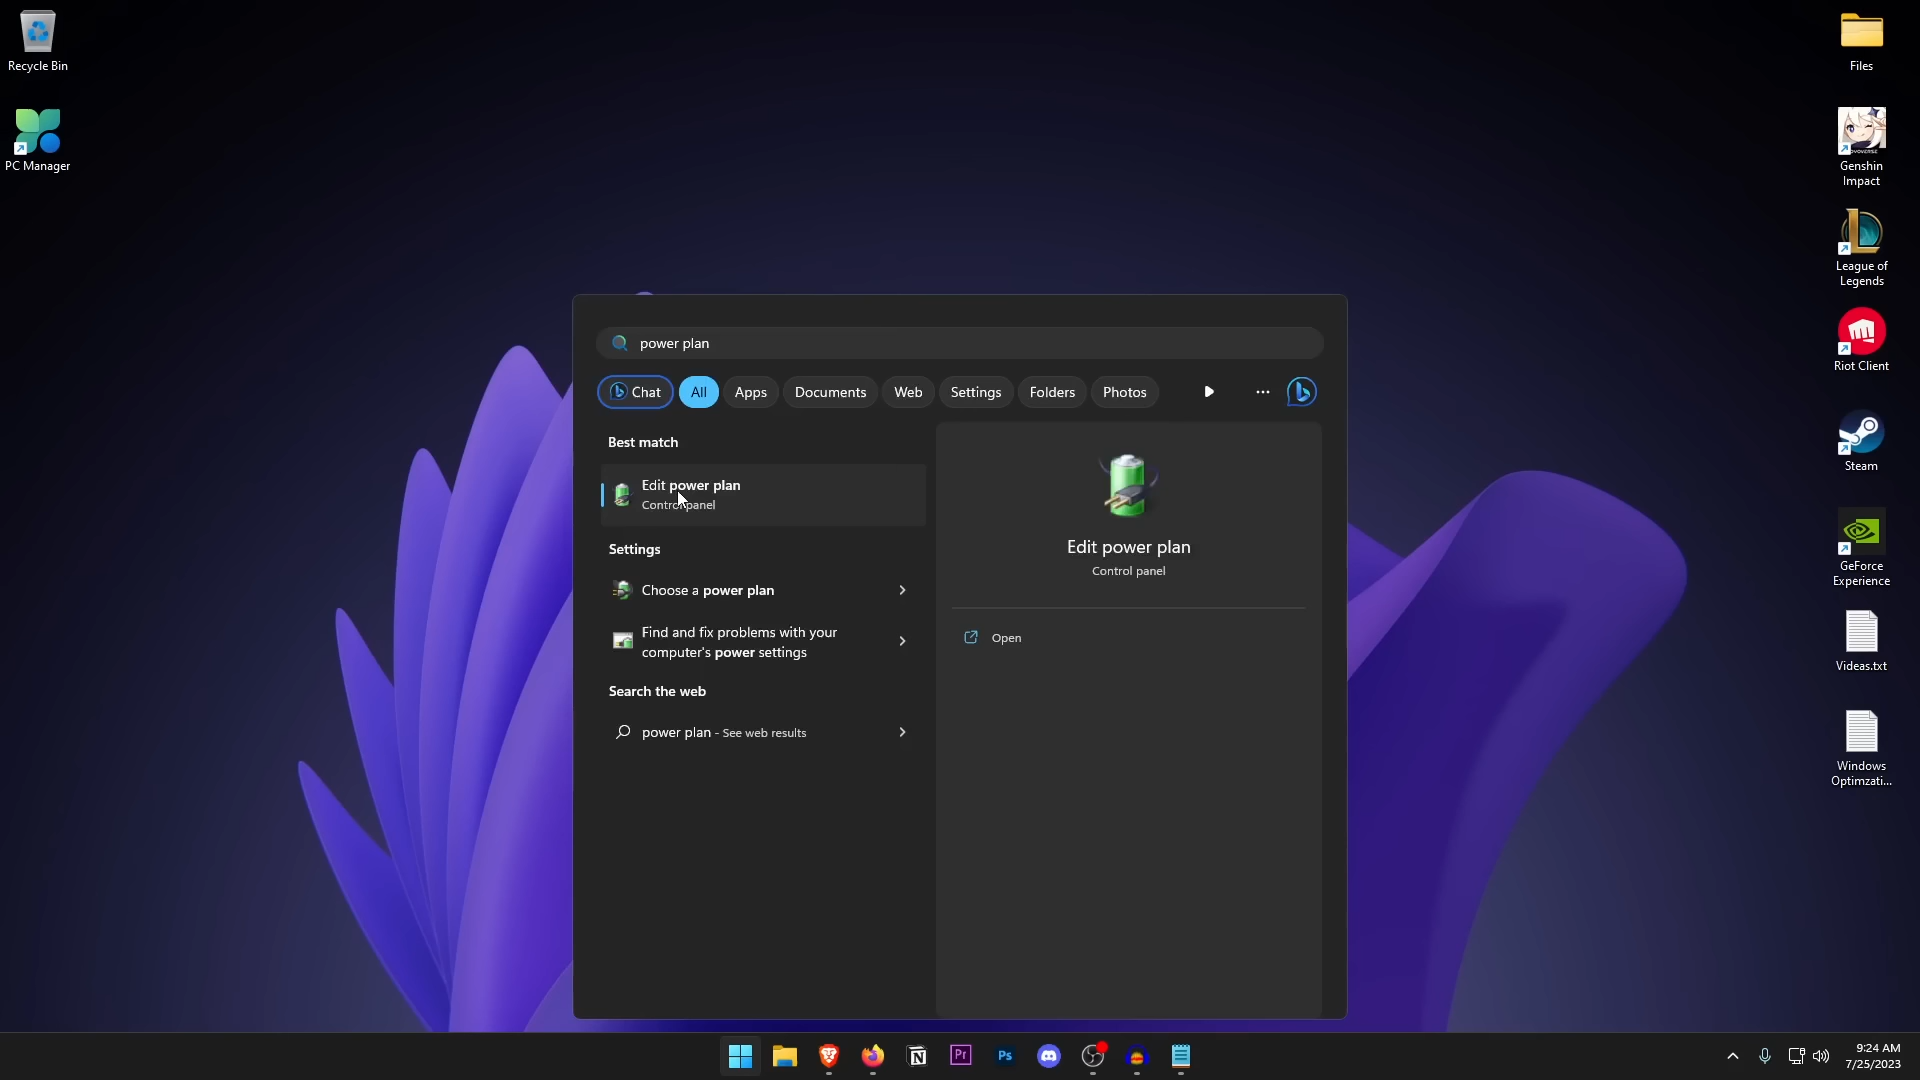 Recycle Bin
PC Manager
Files
Genshin
Impact
League of
Legends
Riot Client
Steam
GeForce
Experience
Videas.txt
Windows
Optimzati...
power plan
Chat
All
Apps
Documents
Web
Settings
Folders
Photos
Best match
Edit power plan
Control panel
Settings
Choose a power plan
Find and fix problems with your
computer's power settings
Search the web
power plan - See web results
Edit power plan
Control panel
Open
Pr
Ps
9:24 AM
7/25/2023